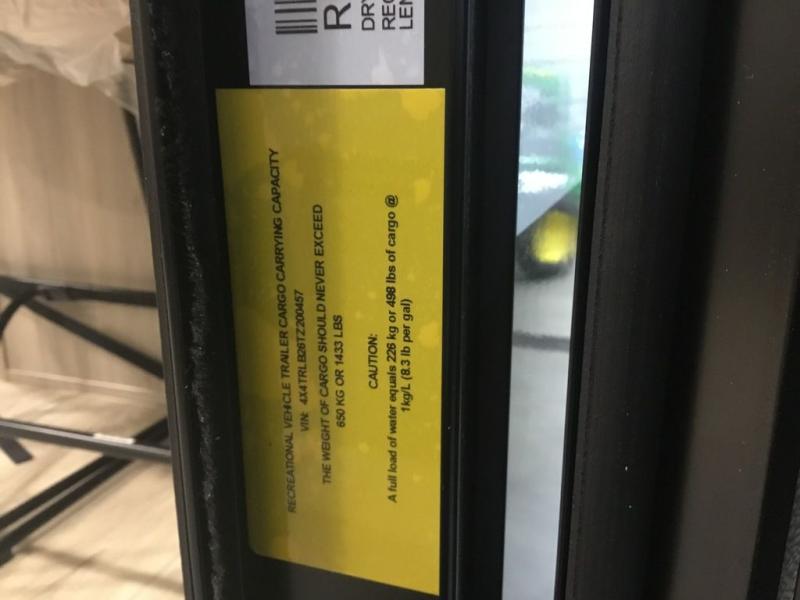 R
DRY
REC
LEN
RECREATIONAL VEHICLE TRAILER CARGO CARRYING CAPACITY
VIN: 4X4TRLB26TZ200457
THE WEIGHT OF CARGO SHOULD NEVER EXCEED
650 KG OR 1433 LBS
CAUTION:
A full load of water equals 226 kg or 498 lbs of cargo @
1kg/L (8.3 lb per gal)